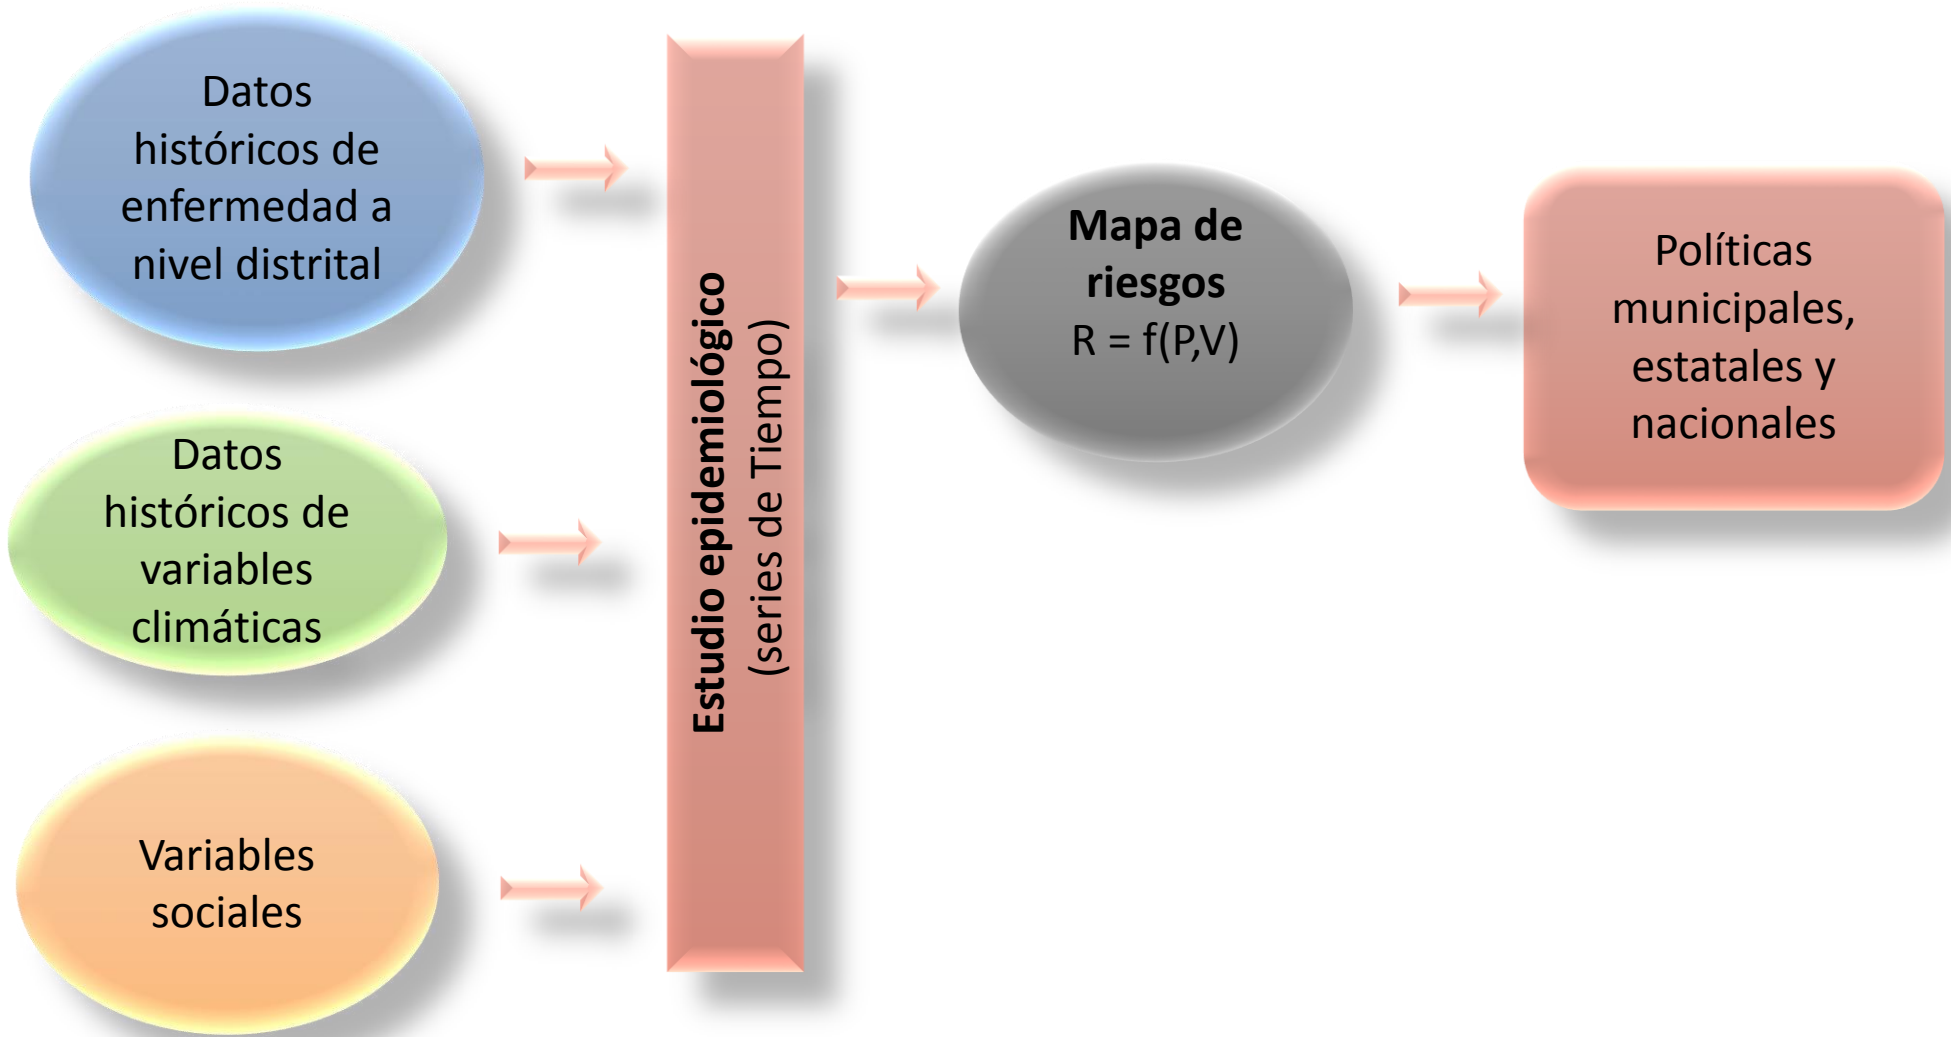 Datos
históricos de
enfermedad a
nivel distrital
Datos
históricos de
variables
climáticas
Variables
sociales
Estudio epidemiológico
(series de Tiempo)
Mapa de
riesgos
R = f(P,V)
Políticas
municipales,
estatales y
nacionales